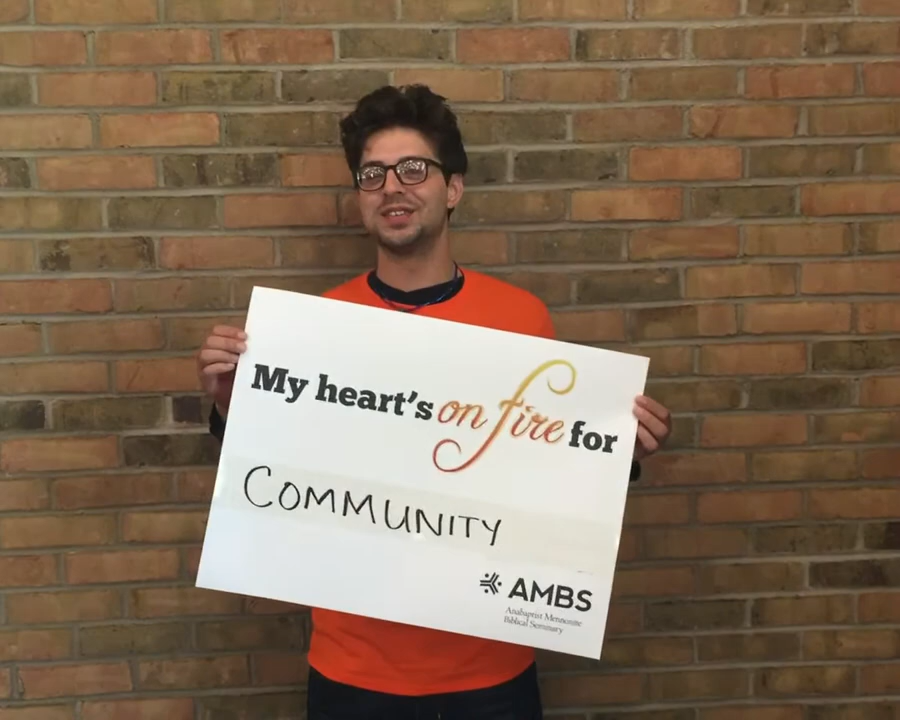 My heart's on fire for
COMMUNITY
AMBS
Anabaptist Mennonite
Biblical Seminary